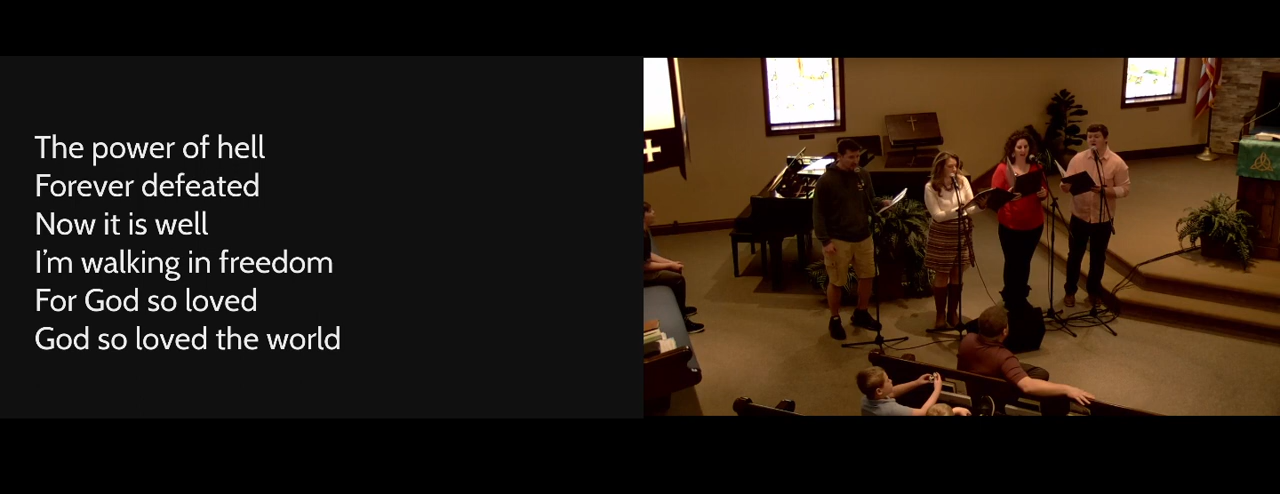 The power of hell
Forever defeated
Now it is well
I'm walking in freedom
For God so loved
God so loved the world